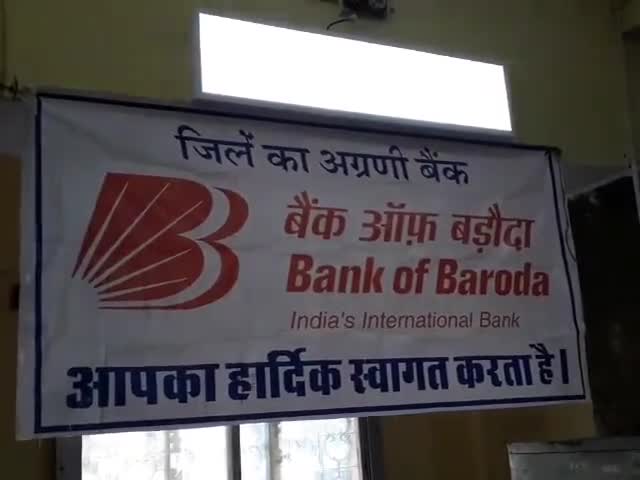 जिलें का अग्रणी बैंक
बैंक ऑफ़ बड़ौदा
Bank of Baroda
India's International Bank
आपका हार्दिक स्वागत करता है।